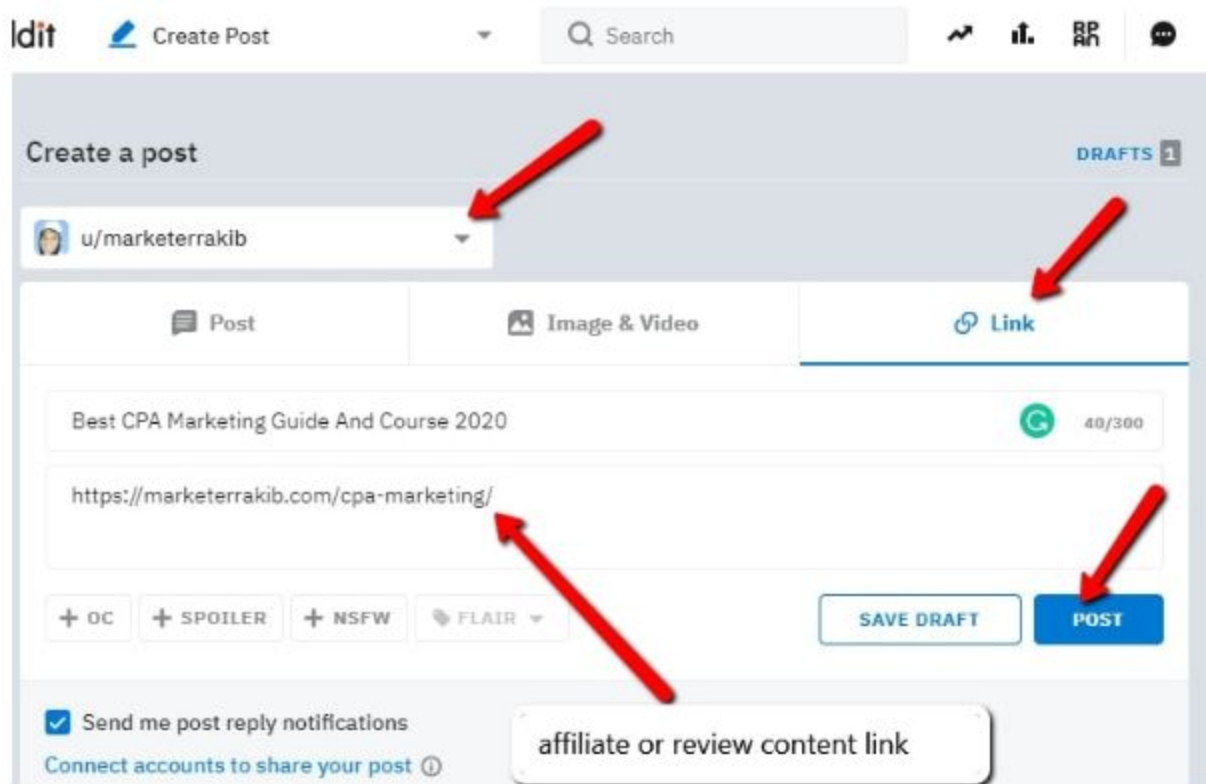 ddit Create Post Search RPAN
Create a post DRAFTS 1
u/marketerrakib
Post Image & Video Link
Best CPA Marketing Guide And Course 2020 40/300
https://marketerrakib.com/cpa-marketing/
+ OC + SPOILER + NSFW FLAIR SAVE DRAFT POST
Send me post reply notifications
Connect accounts to share your post
affiliate or review content link